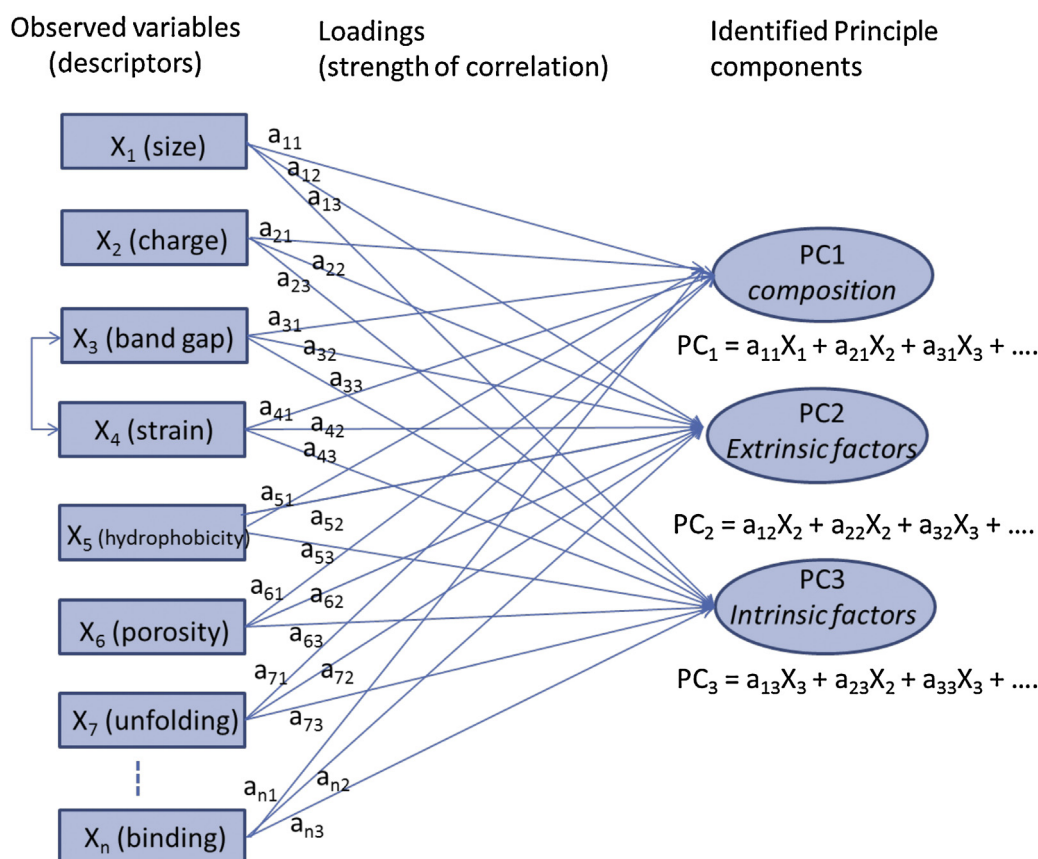 Observed variables
(descriptors)
Loadings
(strength of correlation)
Identified Principle
components
X₁ (size)
a₁₁
a₁₂
a₁₃
X₂ (charge)
a₂₁
a₂₂
a₂₃
X₃ (band gap)
a₃₁
a₃₂
a₃₃
X₄ (strain)
a₄₁
a₄₂
a₄₃
X₅ (hydrophobicity)
a₅₁
a₅₂
a₅₃
X₆ (porosity)
a₆₁
a₆₂
a₆₃
X₇ (unfolding)
a₇₁
a₇₂
a₇₃
Xₙ (binding)
aₙ₁
aₙ₂
aₙ₃
PC1
composition
PC₁ = a₁₁X₁ + a₂₁X₂ + a₃₁X₃ + ....
PC2
Extrinsic factors
PC₂ = a₁₂X₂ + a₂₂X₂ + a₃₂X₃ + ....
PC3
Intrinsic factors
PC₃ = a₁₃X₃ + a₂₃X₂ + a₃₃X₃ + ....